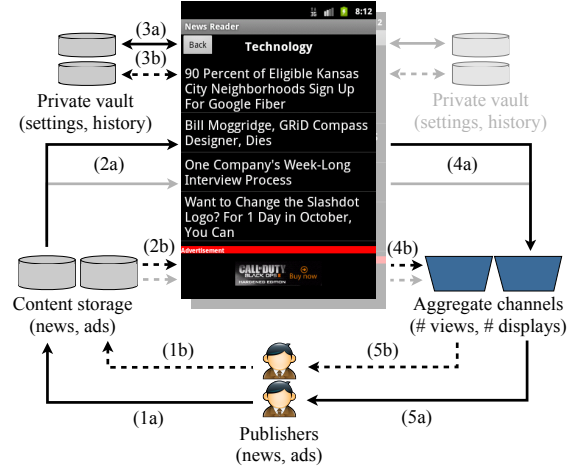 8:12
News Reader
2
Back
Technology
(3a)
(3b)
Private vault
(settings, history)
Private vault
(settings, history)
90 Percent of Eligible Kansas
City Neighborhoods Sign Up
For Google Fiber
Bill Moggridge, GRiD Compass
Designer, Dies
One Company's Week-Long
Interview Process
Want to Change the Slashdot
Logo? For 1 Day in October,
You Can
(2a)
(4a)
Advertisement
(2b)
(4b)
CALL OF DUTY
BLACK OPS II
HARDENED EDITION
Buy now
Content storage
(news, ads)
Aggregate channels
(# views, # displays)
(1b)
(5b)
(1a)
(5a)
Publishers
(news, ads)